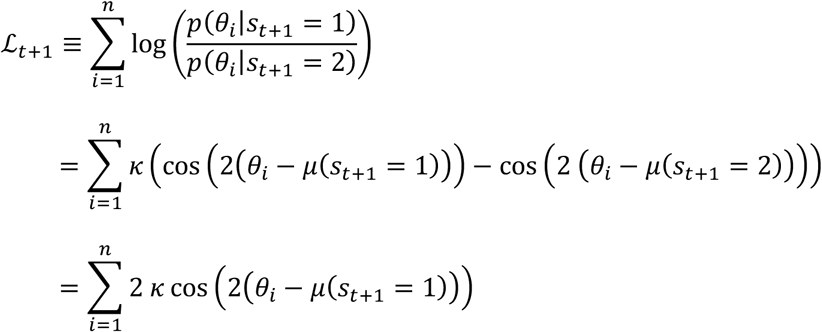 ℒ_{t+1} ≡ ∑_{i=1}^{n} log(p(θ_i|s_{t+1} = 1) / p(θ_i|s_{t+1} = 2))
= ∑_{i=1}^{n} κ (cos (2(θ_i − μ(s_{t+1} = 1))) − cos (2 (θ_i − μ(s_{t+1} = 2))))
= ∑_{i=1}^{n} 2 κ cos (2(θ_i − μ(s_{t+1} = 1)))